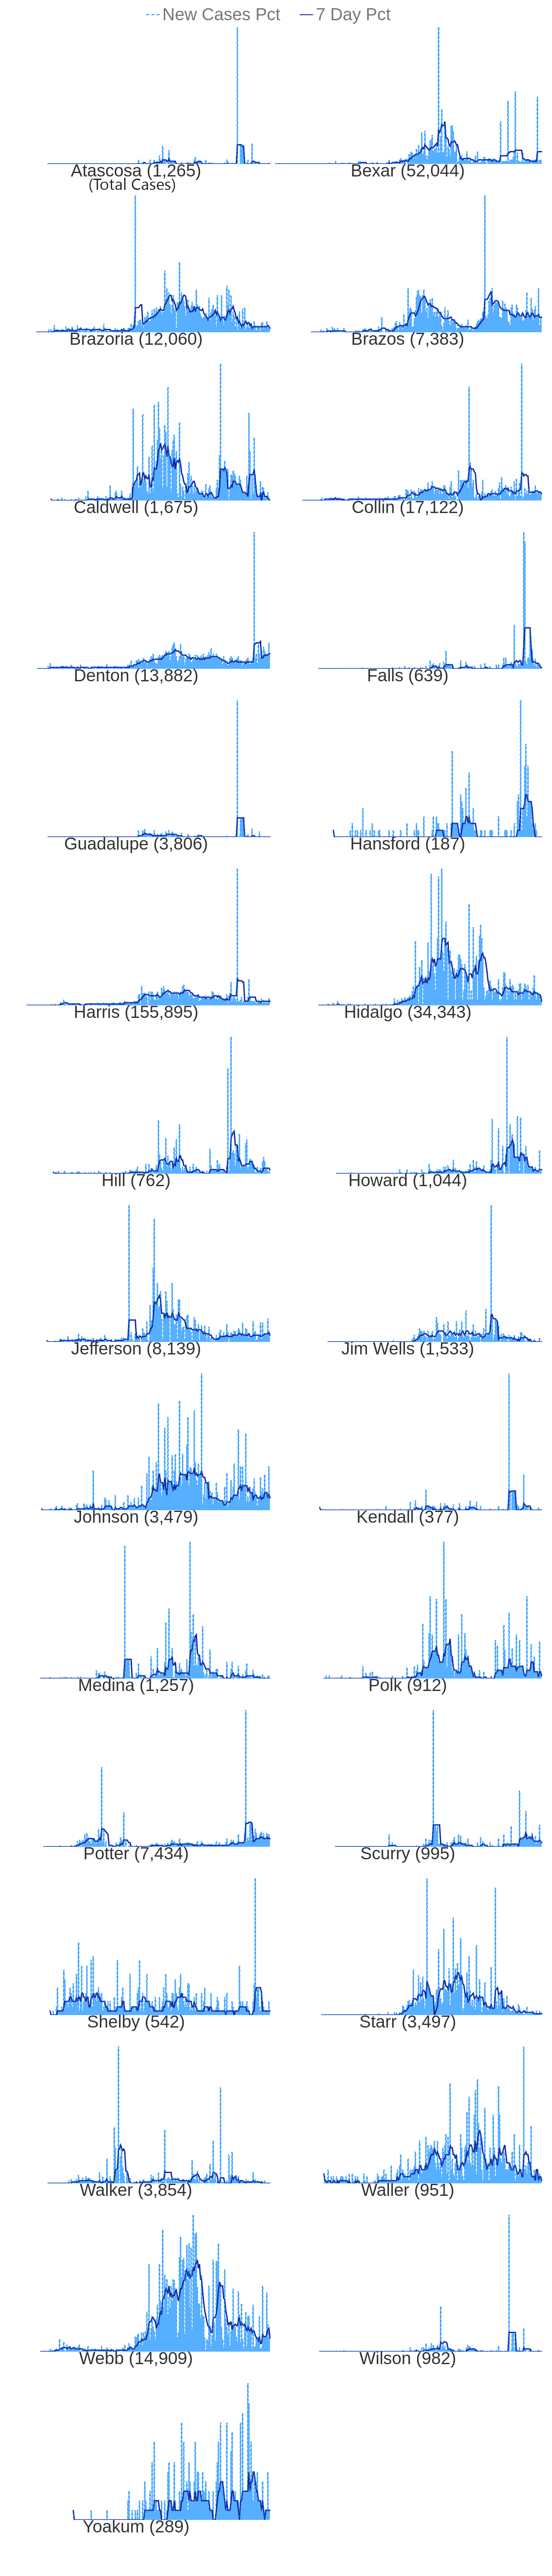 New Cases Pct 7 Day Pct
Atascosa (1,265) Bexar (52,044)
(Total Cases)
Brazoria (12,060) Brazos (7,383)
Caldwell (1,675) Collin (17,122)
Denton (13,882) Falls (639)
Guadalupe (3,806) Hansford (187)
Harris (155,895) Hidalgo (34,343)
Hill (762) Howard (1,044)
Jefferson (8,139) Jim Wells (1,533)
Johnson (3,479) Kendall (377)
Medina (1,257) Polk (912)
Potter (7,434) Scurry (995)
Shelby (542) Starr (3,497)
Walker (3,854) Waller (951)
Webb (14,909) Wilson (982)
Yoakum (289)